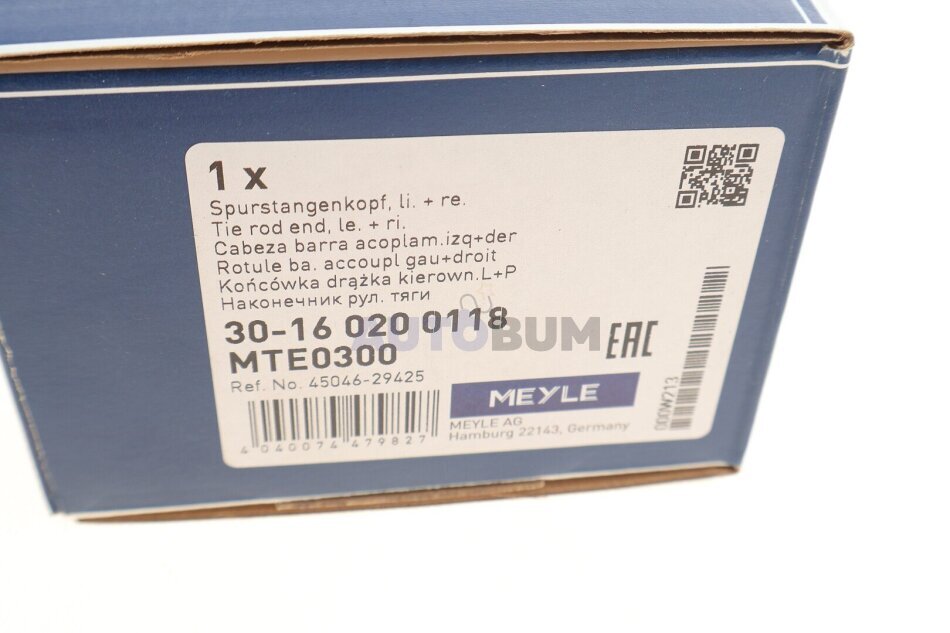 1 x
Spurstangenkopf, li. + re.
Tie rod end, le. + ri.
Cabeza barra acoplam.izq+der
Rotule ba. accoupl gau+droit
Końcówka drążka kierown.L+P
Наконечник рул. тяги
30-16 020 0118
AUTOBUM
MTE0300
EAC
Ref. No. 45046-29425
MEYLE
MEYLE AG
Hamburg 22143, Germany
4 040074 479827
000W213